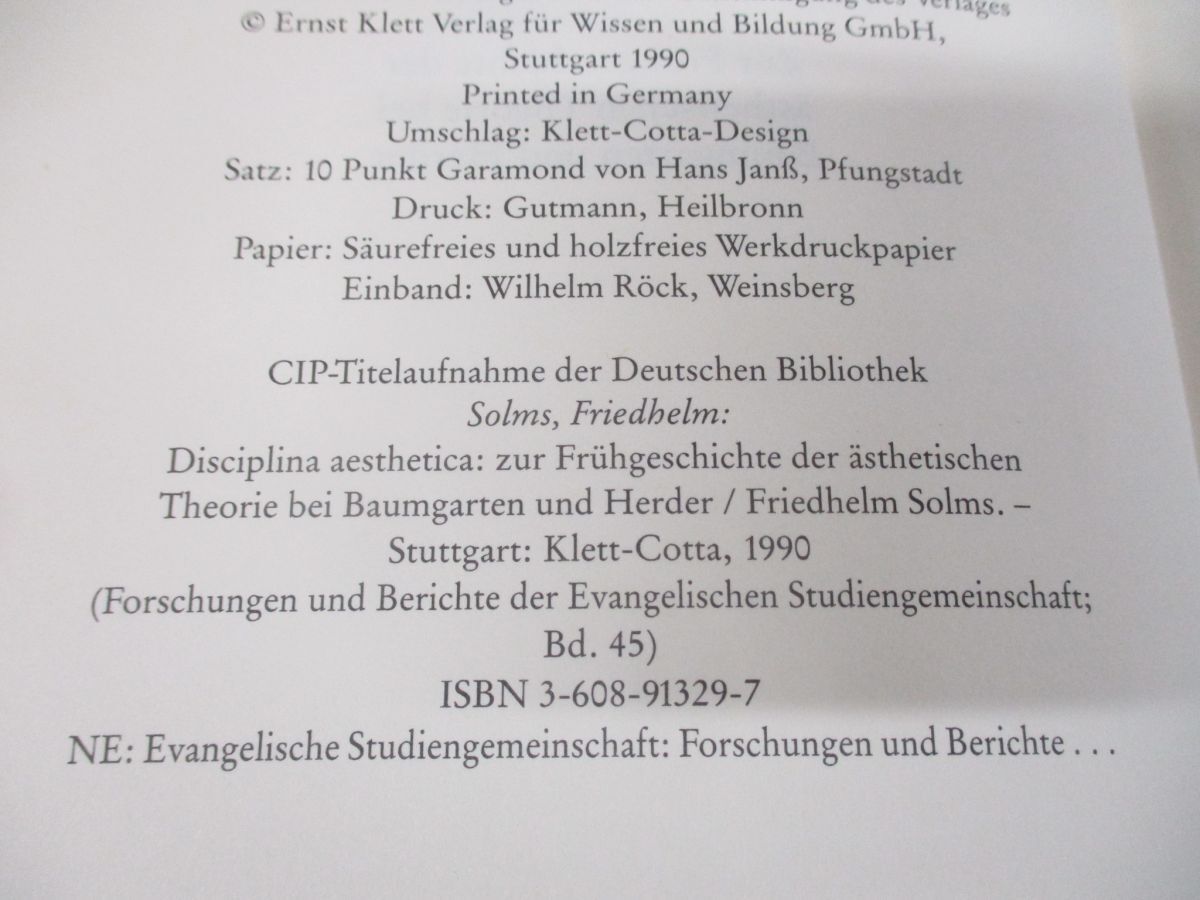 des Verlages
© Ernst Klett Verlag für Wissen und Bildung GmbH,
Stuttgart 1990
Printed in Germany
Umschlag: Klett-Cotta-Design
Satz: 10 Punkt Garamond von Hans Janß, Pfungstadt
Druck: Gutmann, Heilbronn
Papier: Säurefreies und holzfreies Werkdruckpapier
Einband: Wilhelm Röck, Weinsberg
CIP-Titelaufnahme der Deutschen Bibliothek
Solms, Friedhelm:
Disciplina aesthetica: zur Frühgeschichte der ästhetischen
Theorie bei Baumgarten und Herder / Friedhelm Solms. –
Stuttgart: Klett-Cotta, 1990
(Forschungen und Berichte der Evangelischen Studiengemeinschaft;
Bd. 45)
ISBN 3-608-91329-7
NE: Evangelische Studiengemeinschaft: Forschungen und Berichte . . .